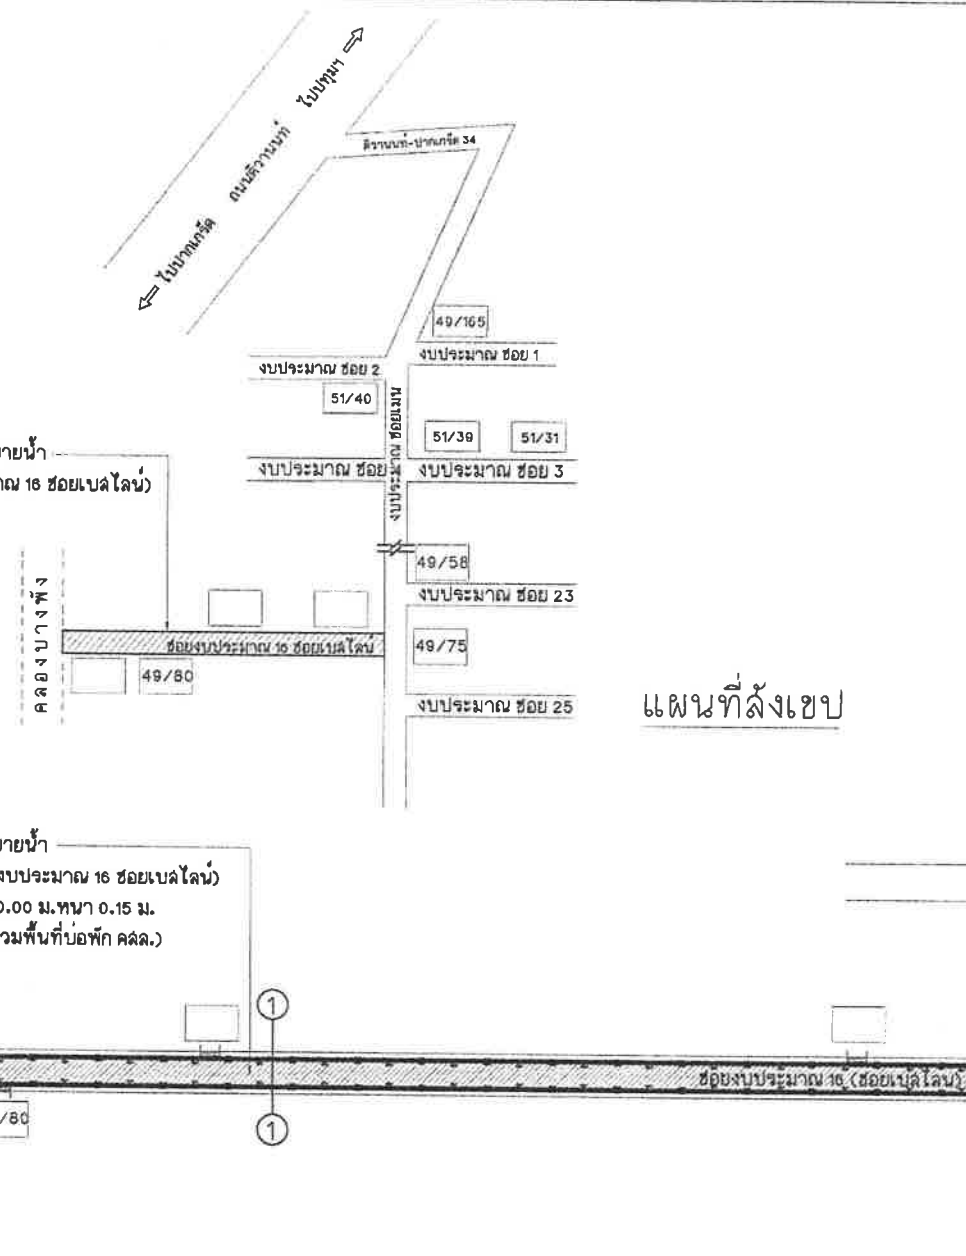 ไปปทุมฯ
ถนนติวานนท์
ไปปากเกร็ด
ติวานนท์-ปากเกร็ด 34
49/165
งบประมาณ ซอย 1
งบประมาณ ซอย 2
51/40
งบประมาณ ซอยเมน
51/39
51/31
งบประมาณ ซอย
งบประมาณ ซอย 3
ายน้ำ
าณ 16 ซอยเบสไลน์)
49/58
งบประมาณ ซอย 23
คลองบางพัง
ซอยงบประมาณ 16 ซอยเบสไลน์
49/75
49/80
งบประมาณ ซอย 25
แผนที่สังเขป
ายน้ำ
งบประมาณ 16 ซอยเบสไลน์)
0.00 ม.หนา 0.15 ม.
วมพื้นที่บ่อพัก คสล.)
1
ซอยงบประมาณ 16 (ซอยเบสไลน์)
/80
1